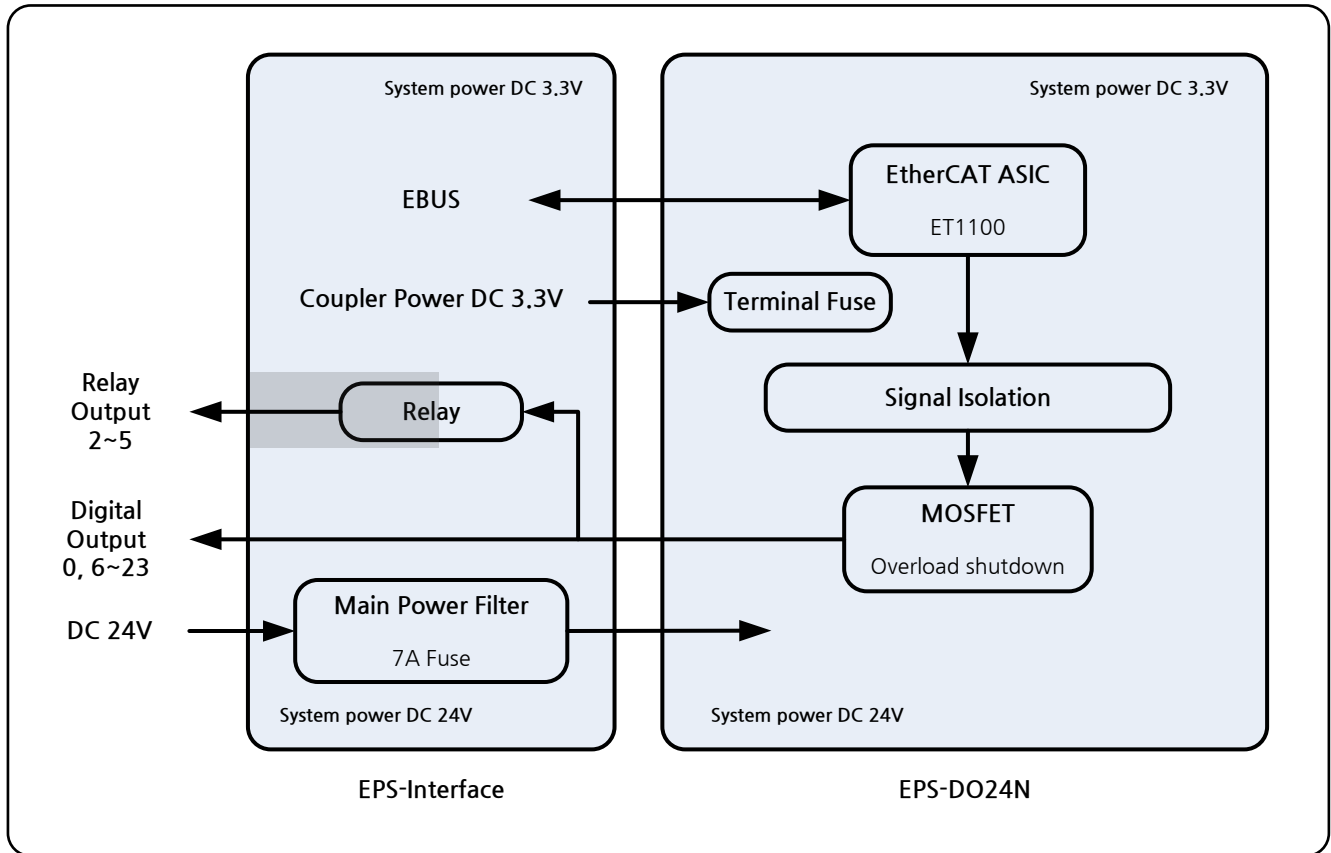 System power DC 3.3V
System power DC 3.3V
EtherCAT ASIC
EBUS
ET1100
Coupler Power DC 3.3V
Terminal Fuse
Relay
Output
2~5
Relay
Signal Isolation
Digital
Output
0, 6~23
MOSFET
Overload shutdown
DC 24V
Main Power Filter
7A Fuse
System power DC 24V
System power DC 24V
EPS-Interface
EPS-DO24N